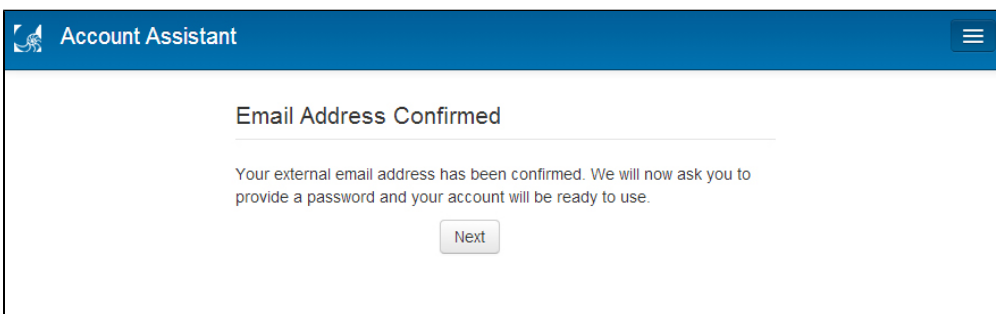 Account Assistant
Email Address Confirmed
Your external email address has been confirmed. We will now ask you to
provide a password and your account will be ready to use.
Next